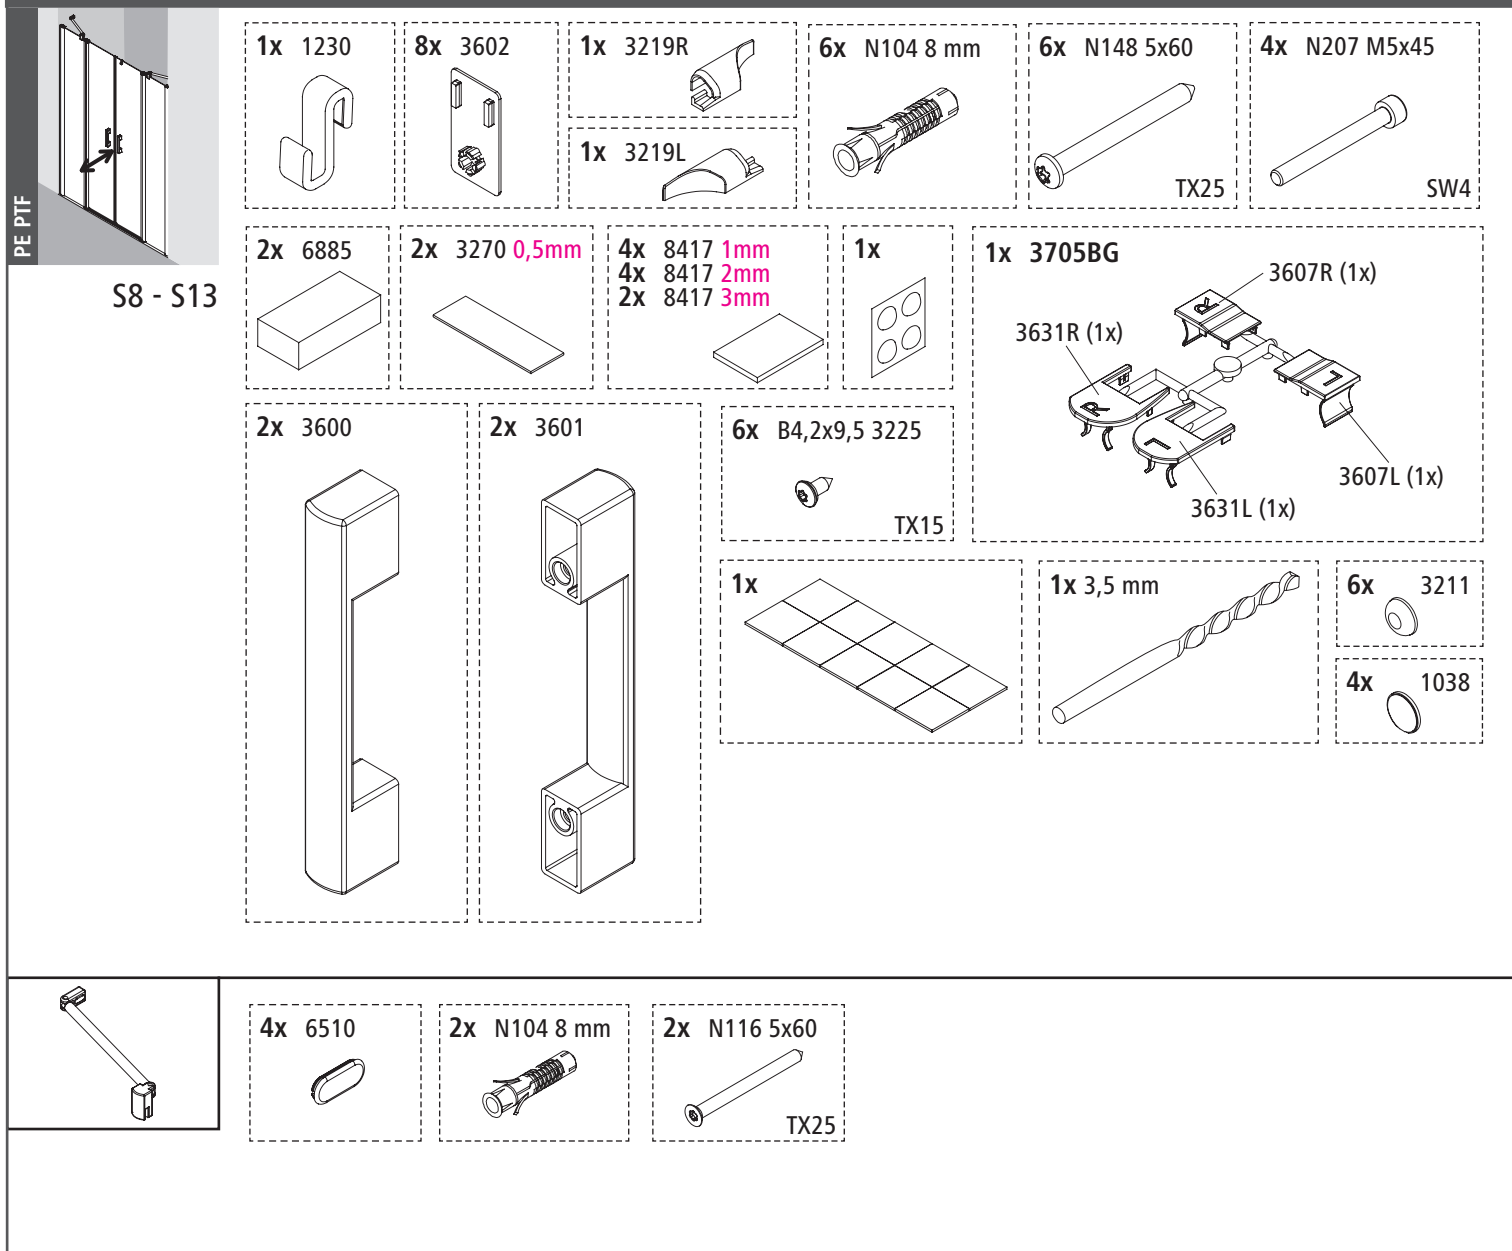 PE PTF
S8 - S13
1x 1230
8x 3602
1x 3219R
1x 3219L
6x N104 8 mm
6x N148 5x60
TX25
4x N207 M5x45
SW4
2x 6885
2x 3270 0,5mm
4x 8417 1mm
4x 8417 2mm
2x 8417 3mm
1x
1x 3705BG
3607R (1x)
3631R (1x)
R
L
R
L
3607L (1x)
3631L (1x)
2x 3600
2x 3601
6x B4,2x9,5 3225
TX15
1x
1x 3,5 mm
6x 3211
4x 1038
4x 6510
2x N104 8 mm
2x N116 5x60
TX25